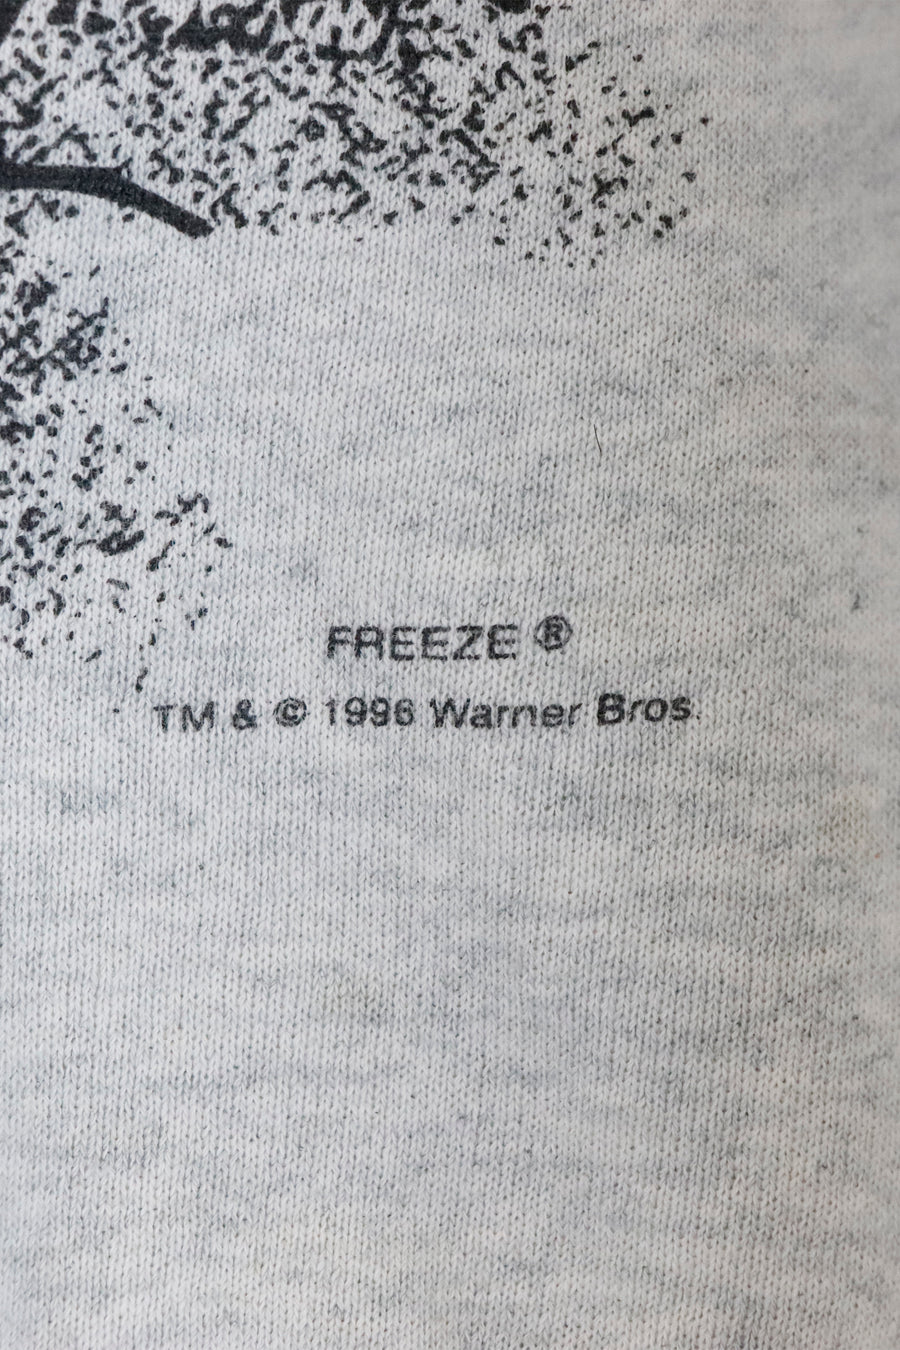 FREEZE ®
TM & © 1996 Warner Bros.